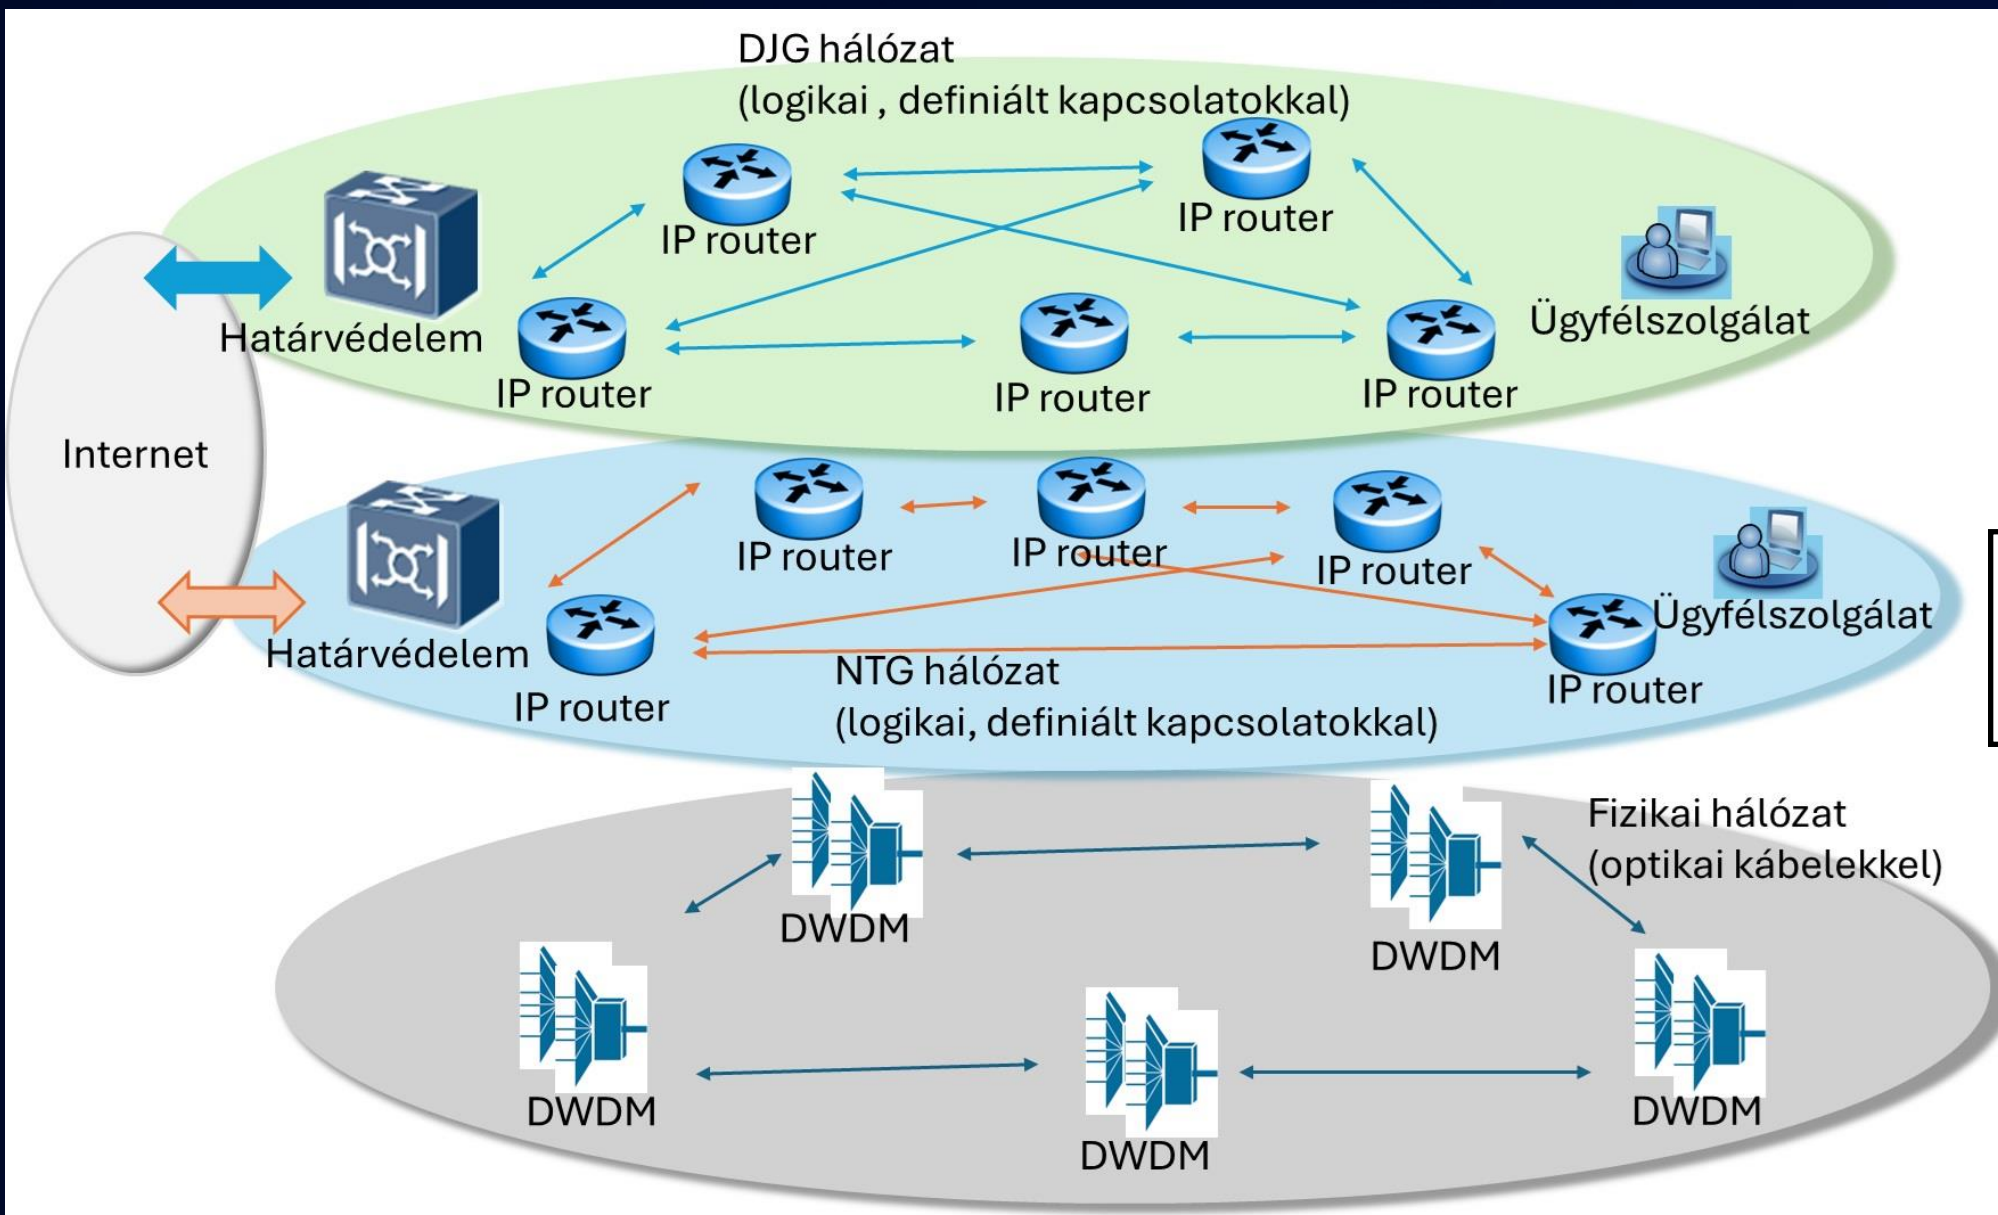 DJG hálózat
(logikai , definiált kapcsolatokkal)
IP router
IP router
Határvédelem
Ügyfélszolgálat
IP router
IP router
IP router
Internet
IP router
IP router
IP router
Ügyfélszolgálat
Határvédelem
IP router
IP router
NTG hálózat
(logikai, definiált kapcsolatokkal)
Fizikai hálózat
(optikai kábelekkel)
DWDM
DWDM
DWDM
DWDM
DWDM